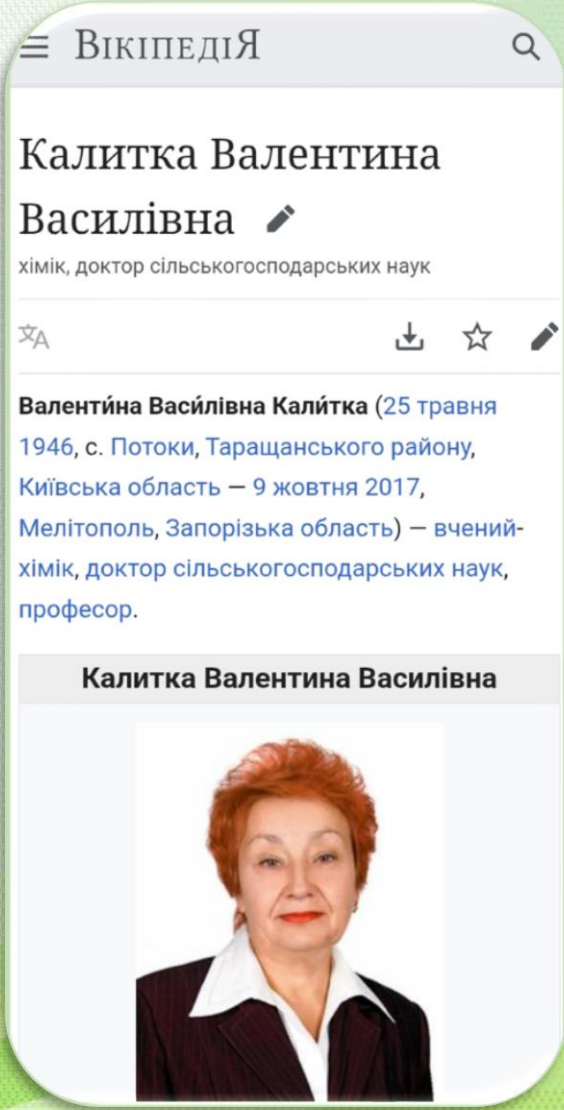 ВікіпедіЯ
Калитка Валентина
Василівна
хімік, доктор сільськогосподарських наук
Валенти́на Васи́лівна Кали́тка (25 травня
1946, с. Потоки, Таращанського району,
Київська область — 9 жовтня 2017,
Мелітополь, Запорізька область) — вчений-
хімік, доктор сільськогосподарських наук,
професор.
Калитка Валентина Василівна